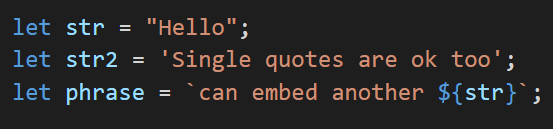 let str = "Hello";
let str2 = 'Single quotes are ok too';
let phrase = `can embed another ${str}`;